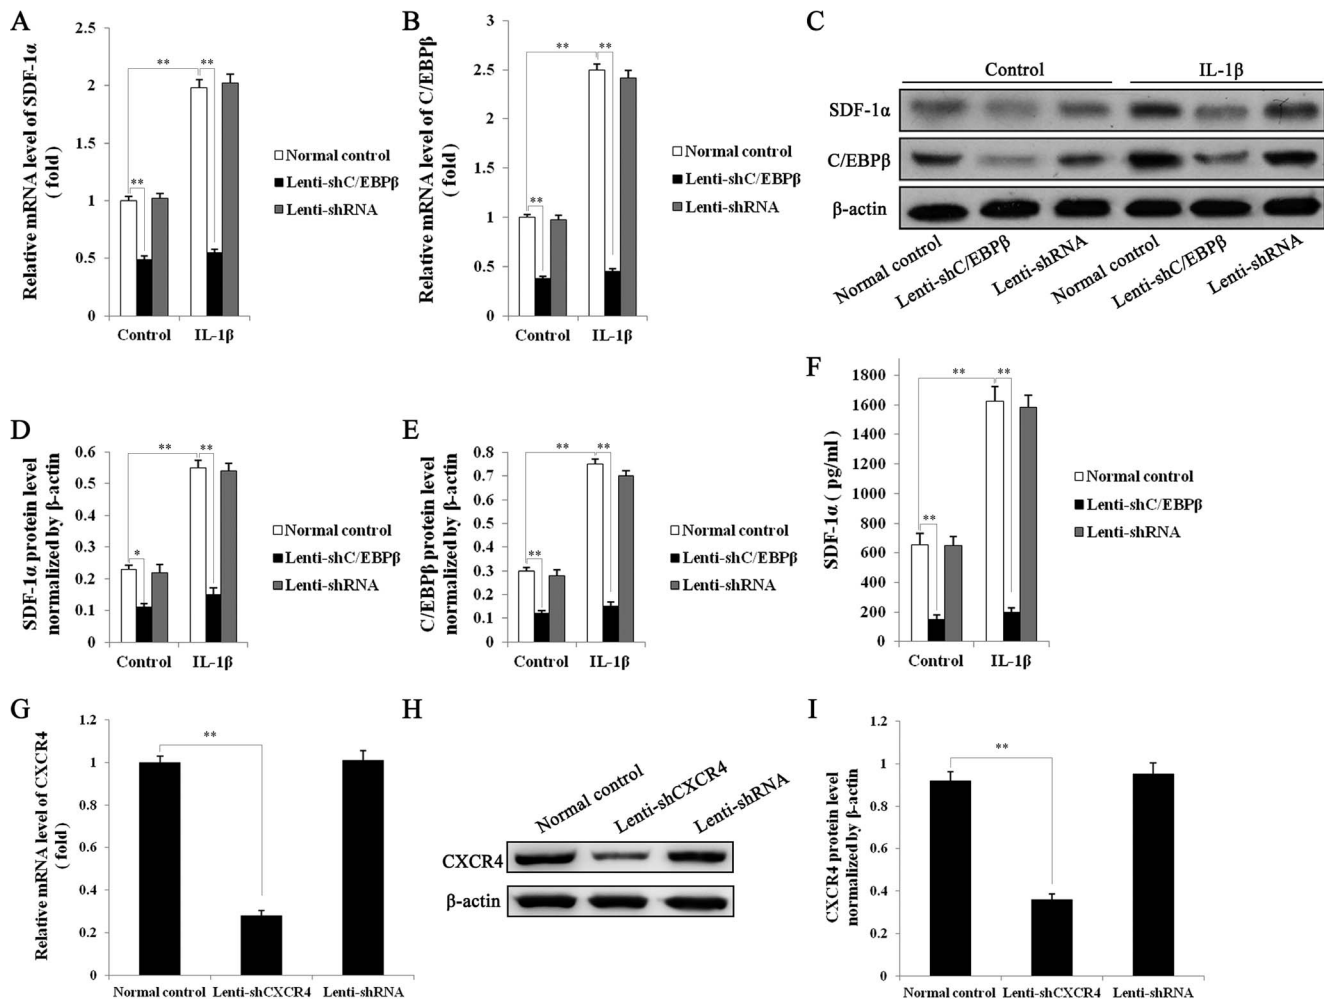 A
Relative mRNA level of SDF-1α
( fold)
2.5
2
1.5
1
0.5
0
**
**
**
Control
IL-1β
Normal control
Lenti-shC/EBPβ
Lenti-shRNA
B
Relative mRNA level of C/EBPβ
( fold)
3
2.5
2
1.5
1
0.5
0
**
**
**
Control
IL-1β
Normal control
Lenti-shC/EBPβ
Lenti-shRNA
C
Control
IL-1β
SDF-1α
C/EBPβ
β-actin
Normal control
Lenti-shC/EBPβ
Lenti-shRNA
Normal control
Lenti-shC/EBPβ
Lenti-shRNA
D
SDF-1α protein level
normalized by β-actin
0.6
0.5
0.4
0.3
0.2
0.1
0
**
**
*
Control
IL-1β
Normal control
Lenti-shC/EBPβ
Lenti-shRNA
E
C/EBPβ protein level
normalized by β-actin
0.8
0.7
0.6
0.5
0.4
0.3
0.2
0.1
0
**
**
**
Control
IL-1β
Normal control
Lenti-shC/EBPβ
Lenti-shRNA
F
SDF-1α ( pg/ml)
1800
1600
1400
1200
1000
800
600
400
200
0
**
**
**
Control
IL-1β
Normal control
Lenti-shC/EBPβ
Lenti-shRNA
G
Relative mRNA level of CXCR4
( fold)
1.2
1
0.8
0.6
0.4
0.2
0
**
Normal control
Lenti-shCXCR4
Lenti-shRNA
H
Normal control
Lenti-shCXCR4
Lenti-shRNA
CXCR4
β-actin
I
CXCR4 protein level
normalized by β-actin
1.2
1
0.8
0.6
0.4
0.2
0
**
Normal control
Lenti-shCXCR4
Lenti-shRNA